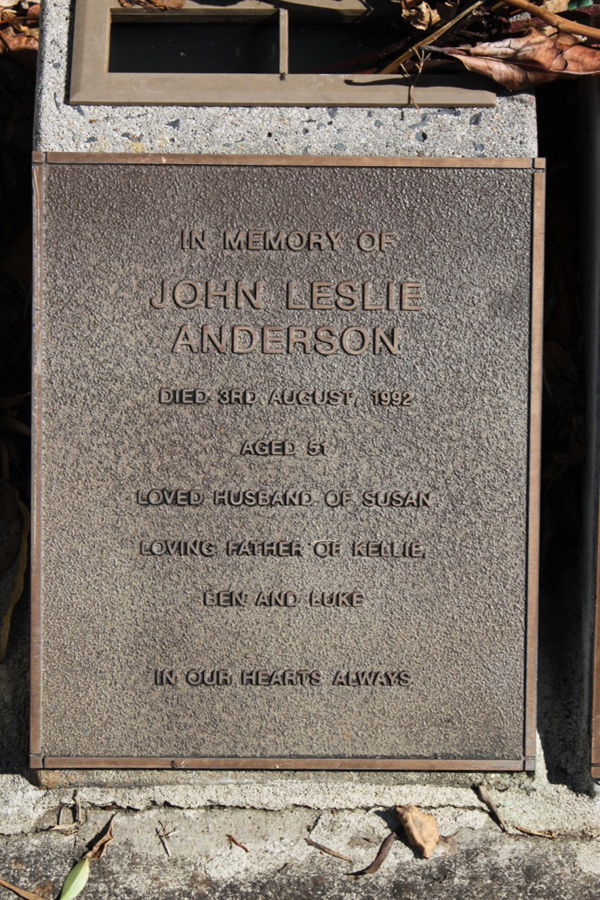 IN MEMORY OF
JOHN LESLIE
ANDERSON
DIED 3RD AUGUST, 1992
AGED 51
LOVED HUSBAND OF SUSAN
LOVING FATHER OF KELLIE,
BEN AND LUKE
IN OUR HEARTS ALWAYS